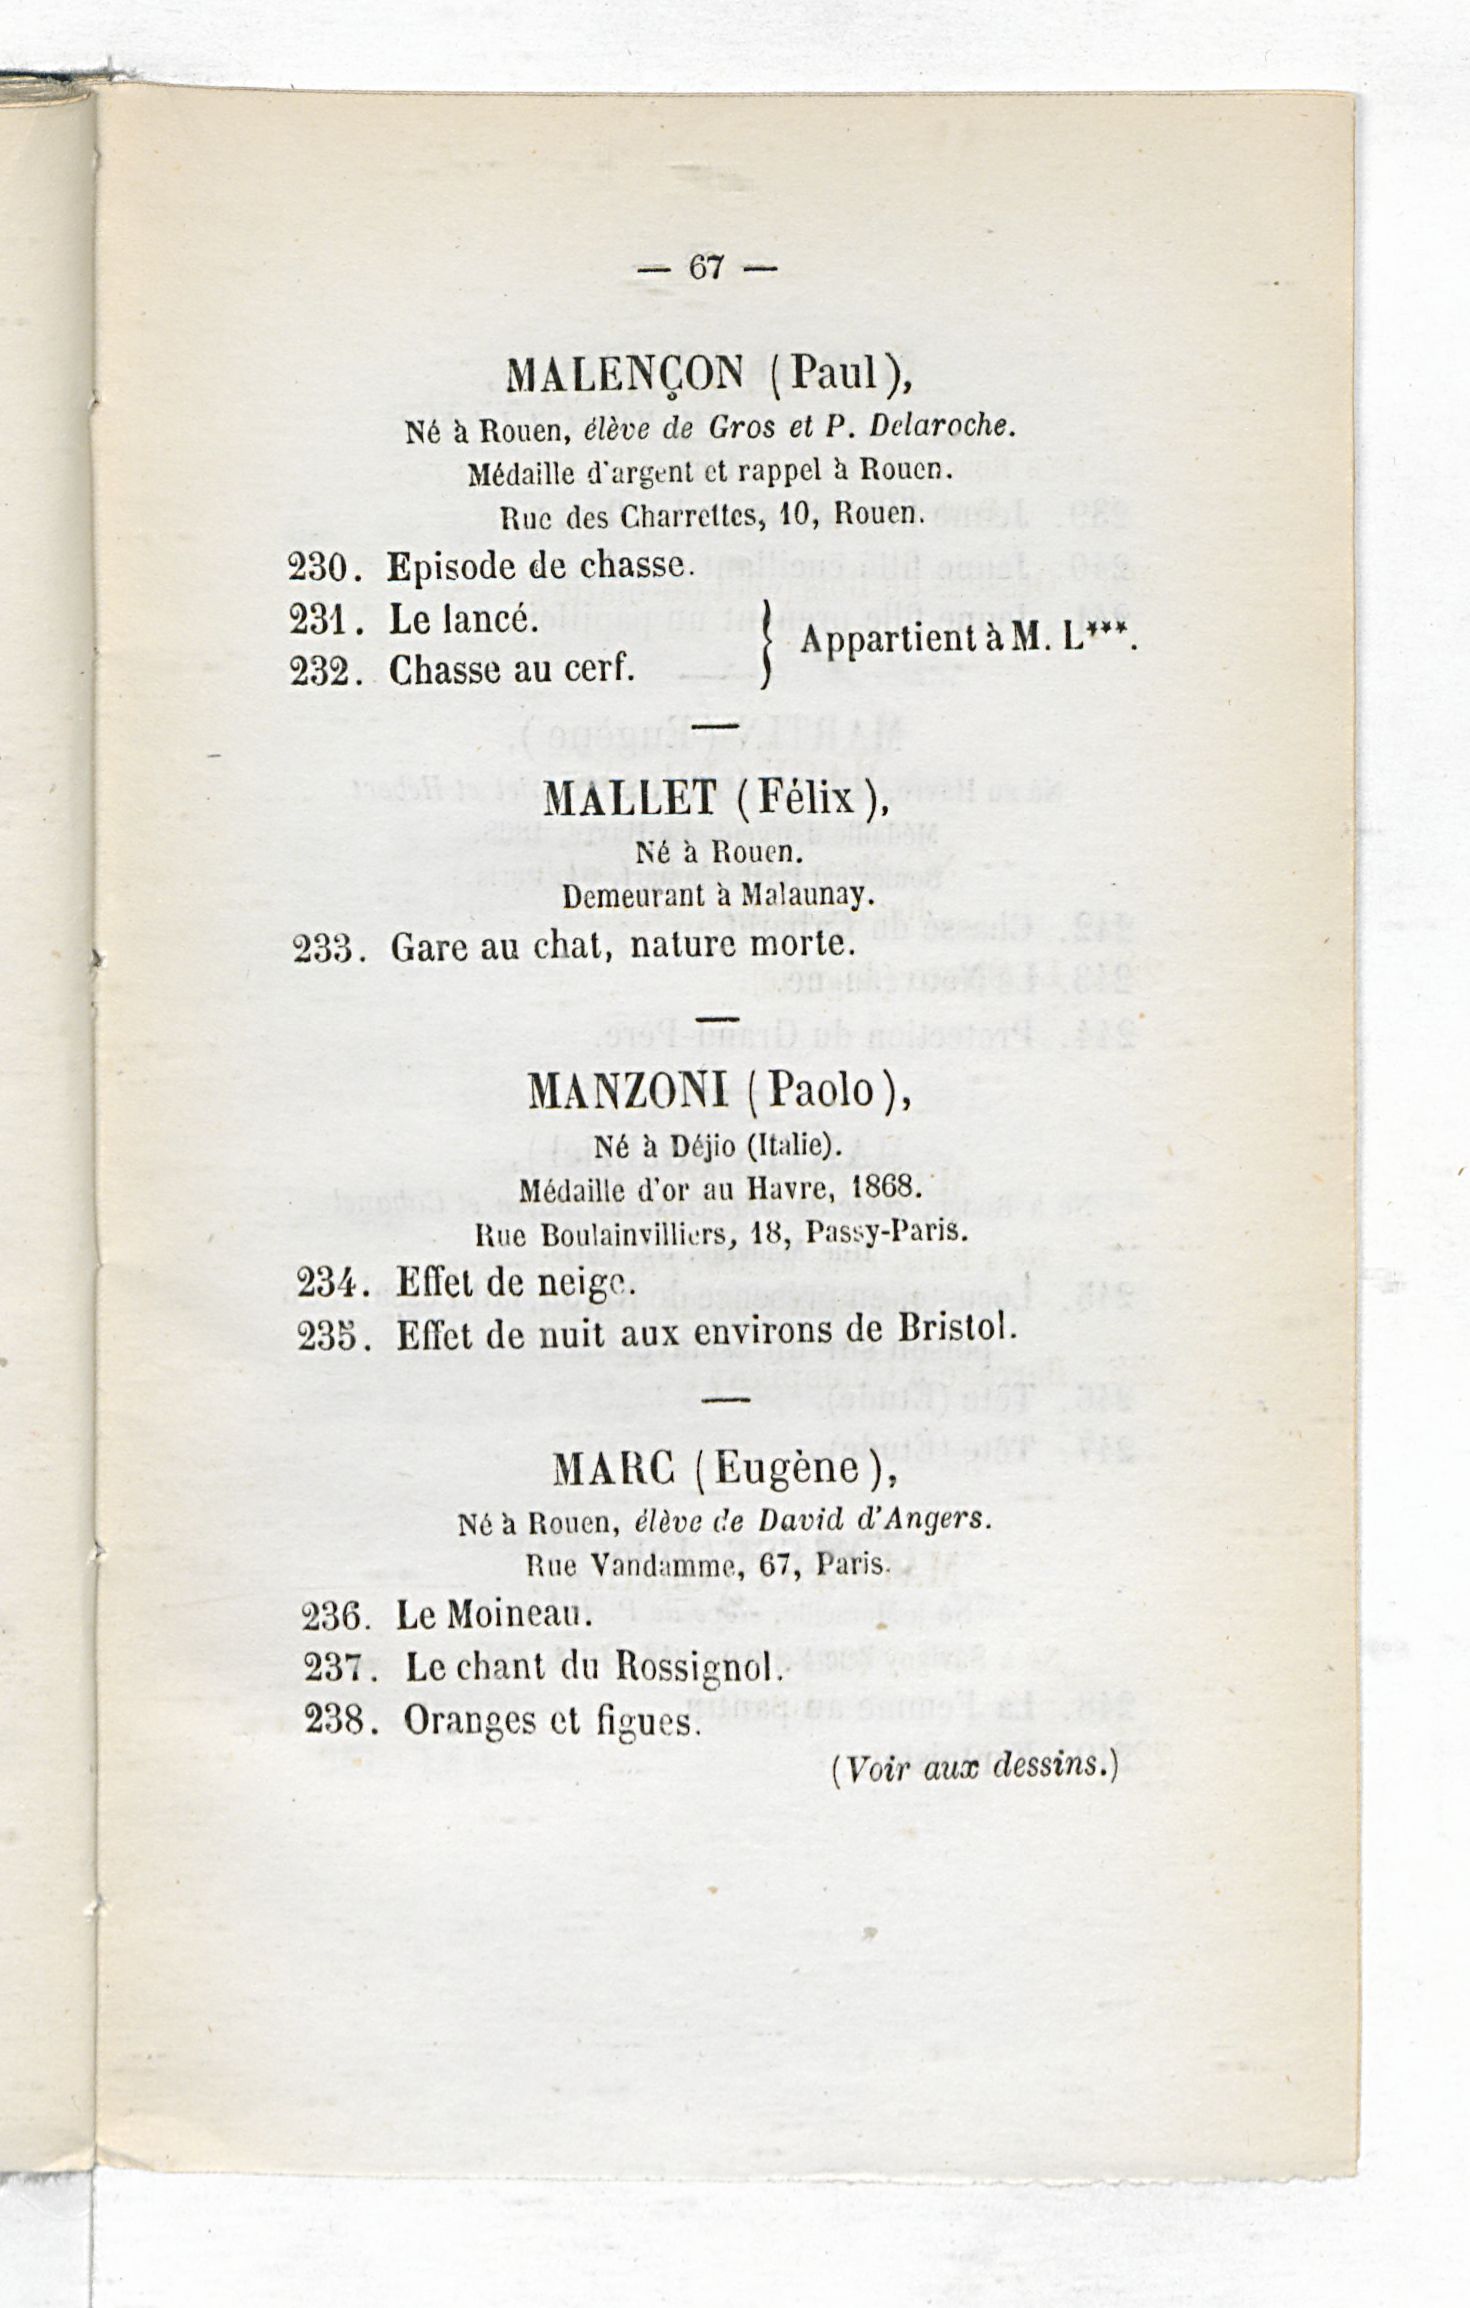 — 67 —
MALENÇON (Paul),
Né à Rouen, élève de Gros et P. Delaroche.
Médaille d'argent et rappel à Rouen.
Rue des Charrettes, 10, Rouen.
230. Episode de chasse.
231. Le lancé.
232. Chasse au cerf.
} Appartient à M. L***.
MALLET (Félix),
Né à Rouen.
Demeurant à Malaunay.
233. Gare au chat, nature morte.
MANZONI (Paolo),
Né à Déjio (Italie).
Médaille d'or au Havre, 1868.
Rue Boulainvilliers, 18, Passy-Paris.
234. Effet de neige.
235. Effet de nuit aux environs de Bristol.
MARC (Eugène),
Né à Rouen, élève de David d'Angers.
Rue Vandamme, 67, Paris.
236. Le Moineau.
237. Le chant du Rossignol.
238. Oranges et figues.
(Voir aux dessins.)